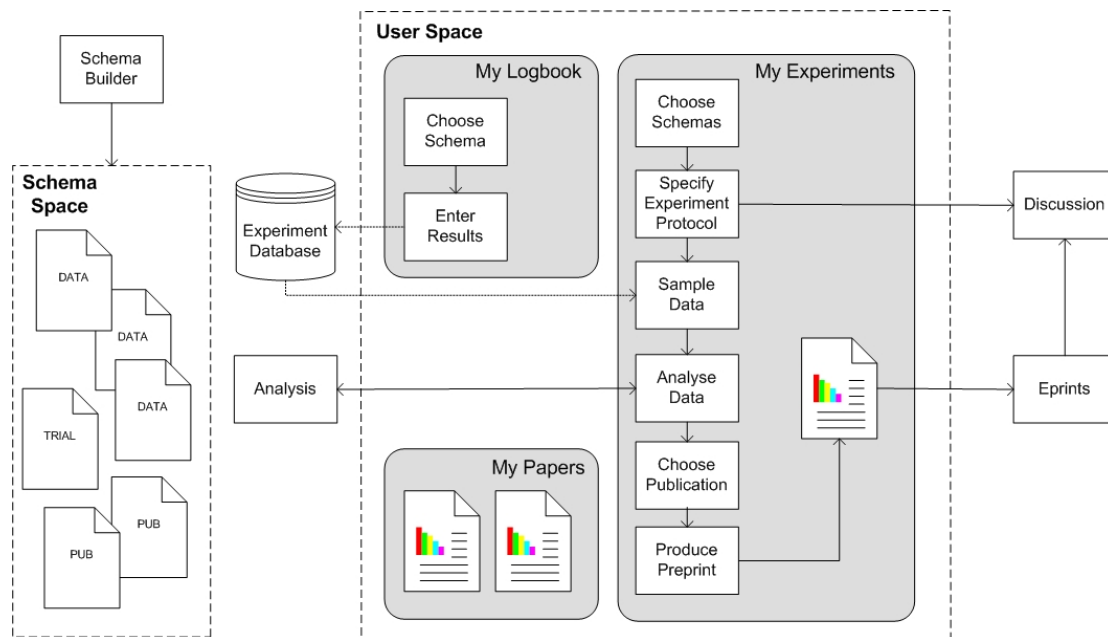 Schema
Builder
Schema
Space
DATA
DATA
DATA
TRIAL
PUB
PUB
Experiment
Database
Analysis
User Space
My Logbook
Choose
Schema
Enter
Results
My Papers
My Experiments
Choose
Schemas
Specify
Experiment
Protocol
Sample
Data
Analyse
Data
Choose
Publication
Produce
Preprint
Discussion
Eprints